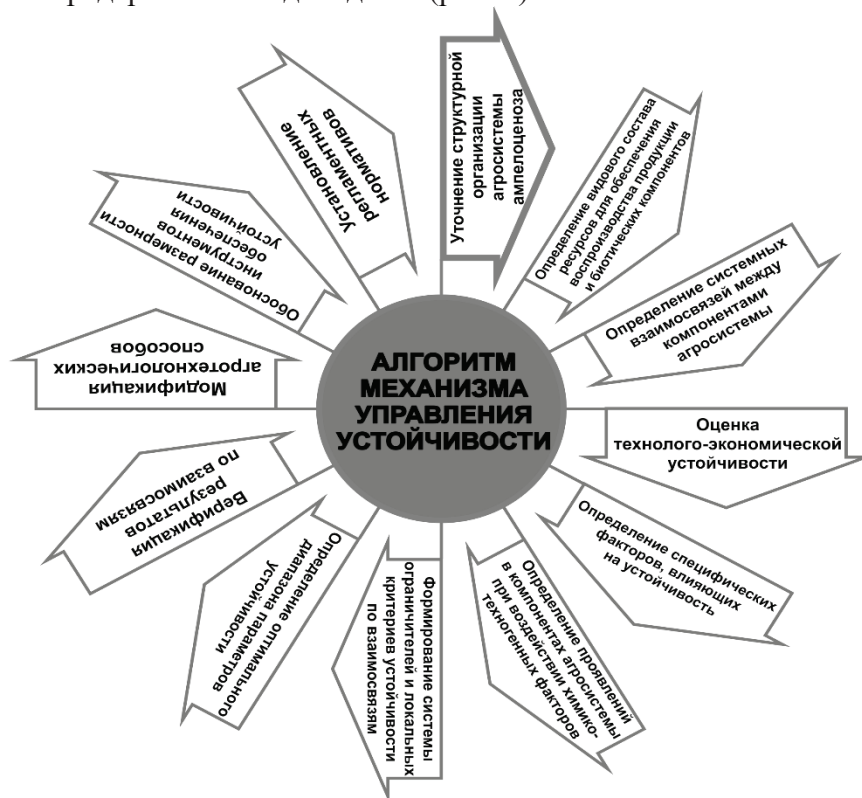 АЛГОРИТМ
МЕХАНИЗМА
УПРАВЛЕНИЯ
УСТОЙЧИВОСТИ
Уточнение структурной
организации
агросистемы
ампелоценоза
Определение видового состава
ресурсов для обеспечения
воспроизводства продукции
и биотических компонентов
Определение системных
взаимосвязей между
компонентами
агросистемы
Оценка
технолого-экономической
устойчивости
Определение специфических
факторов, влияющих
на устойчивость
Определение проявлений
в компонентах агросистемы
при воздействии химико-
техногенных факторов
Формирование системы
ограничителей и локальных
критериев устойчивости
по взаимосвязям
Определение оптимального
диапазона параметров
устойчивости
Верификация
результатов
по взаимосвязям
Модификация
агротехнологических
способов
Обоснование размерности
инструментов
обеспечения
устойчивости
Установление
регламентных
нормативов